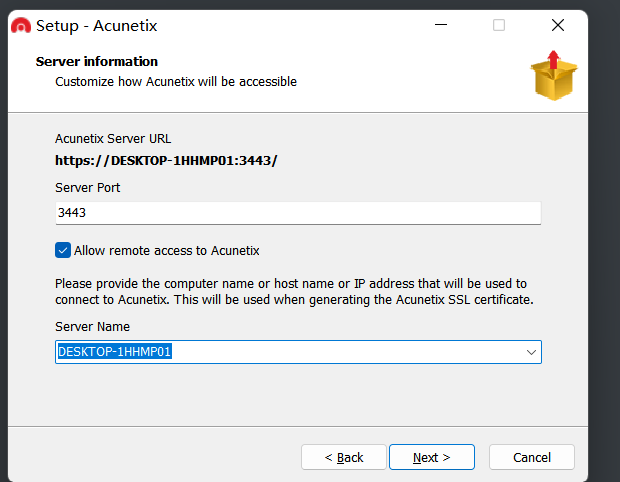 Setup - Acunetix
Server information
Customize how Acunetix will be accessible
Acunetix Server URL
https://DESKTOP-1HHMP01:3443/
Server Port
3443
Allow remote access to Acunetix
Please provide the computer name or host name or IP address that will be used to
connect to Acunetix. This will be used when generating the Acunetix SSL certificate.
Server Name
DESKTOP-1HHMP01
< Back
Next >
Cancel